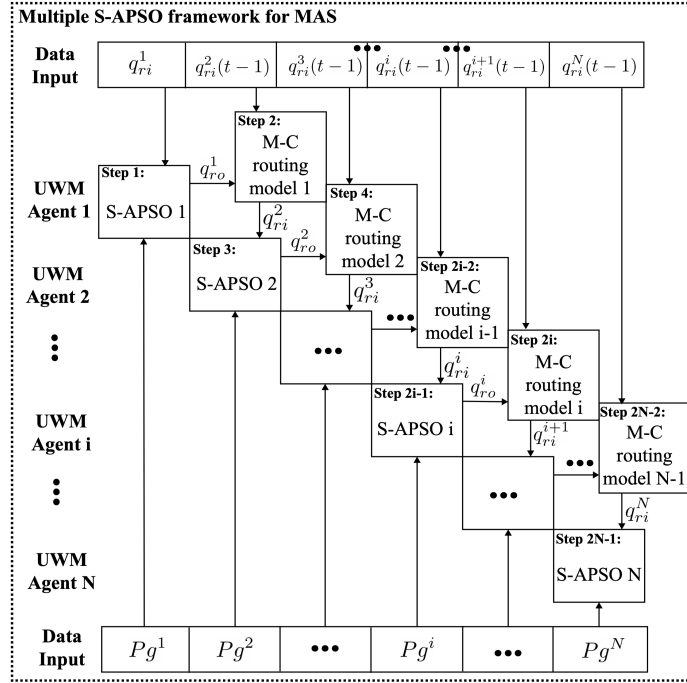 Multiple S-APSO framework for MAS
Data
Input
q_{ri}^{1}
q_{ri}^{2}(t − 1)
q_{ri}^{3}(t − 1)
•••
q_{ri}^{i}(t − 1)
•••
q_{ri}^{i+1}(t − 1)
q_{ri}^{N}(t − 1)
UWM
Agent 1
Step 1:
S-APSO 1
q_{ro}^{1}
Step 2:
M-C
routing
model 1
q_{ri}^{2}
UWM
Agent 2
Step 3
S-APSO 2
q_{ro}^{2}
Step 4:
M-C
routing
model 2
q_{ri}^{3}
•••
•••
•••
Step 2i-2:
M-C
routing
model i-1
q_{ri}^{i}
UWM
Agent i
Step 2i-1:
S-APSO i
q_{ro}^{i}
Step 2i:
M-C
routing
model i
q_{ri}^{i+1}
•••
•••
•••
Step 2N-2:
M-C
routing
model N-1
q_{ri}^{N}
UWM
Agent N
Step 2N-1:
S-APSO N
Data
Input
Pg^{1}
Pg^{2}
•••
Pg^{i}
•••
Pg^{N}